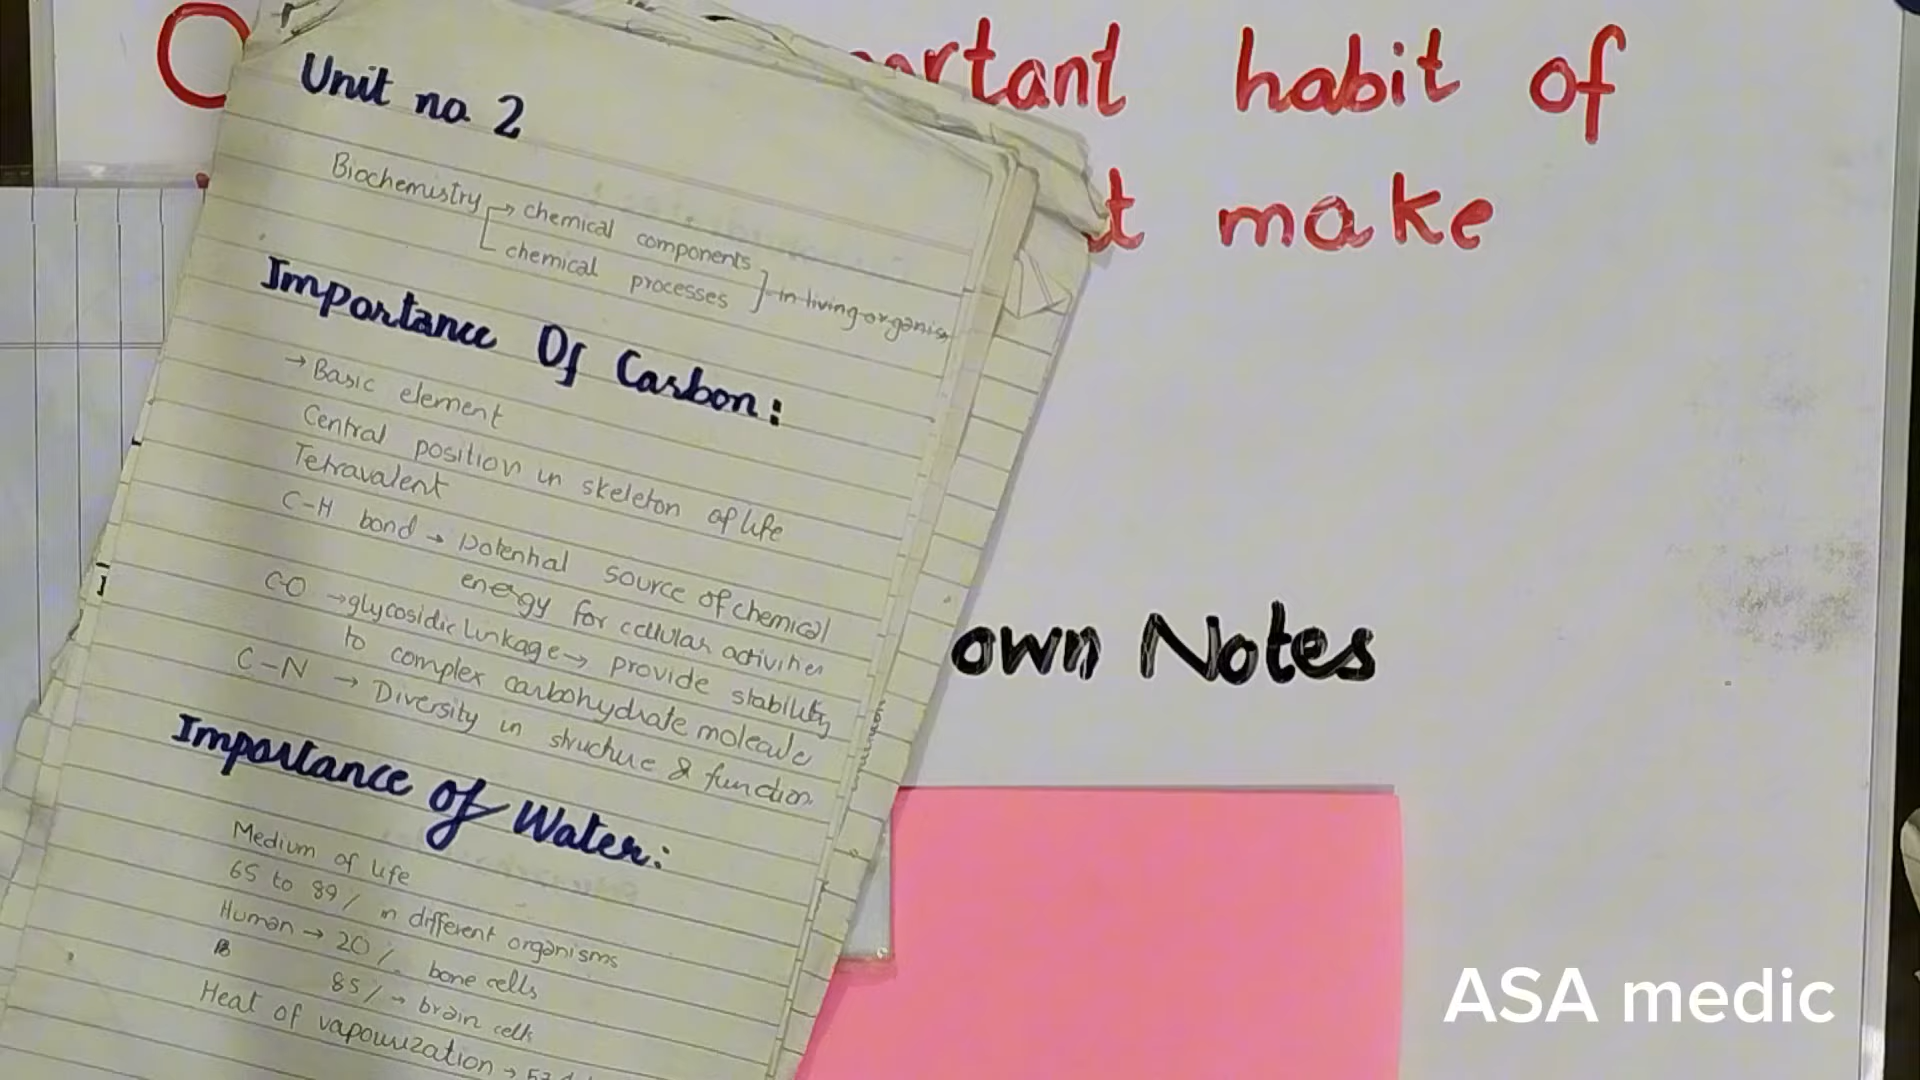 Unit no. 2
Biochemistry → chemical components
chemical processes
in living organism
Importance Of Carbon:
→ Basic element
Central position in skeleton of life
Tetravalent
C-H bond → Potential source of chemical
energy for cellular activities
C-O → glycosidic linkage → provide stability
to complex carbohydrate molecule
C-N → Diversity in structure & function
Importance of Water:
Medium of life
65 to 89% in different organisms
Human → 20% bone cells
85% → brain cells
Heat of vapourization →
habit of
make
own Notes
ASA medic